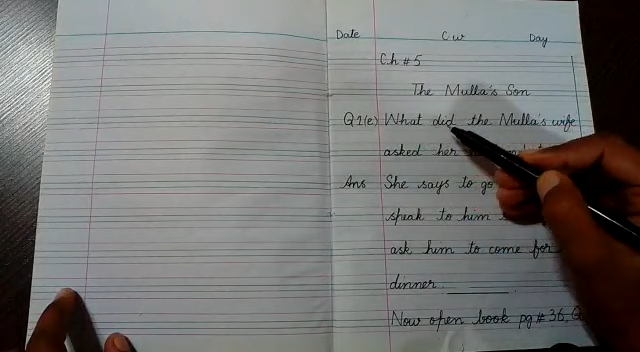 Date C w Day
Ch # 5
The Mulla's Son
Q1(e) What did the Mulla's wife
asked her
Ans She says to go
speak to him
ask him to come for
dinner.
Now open book pg # 36,